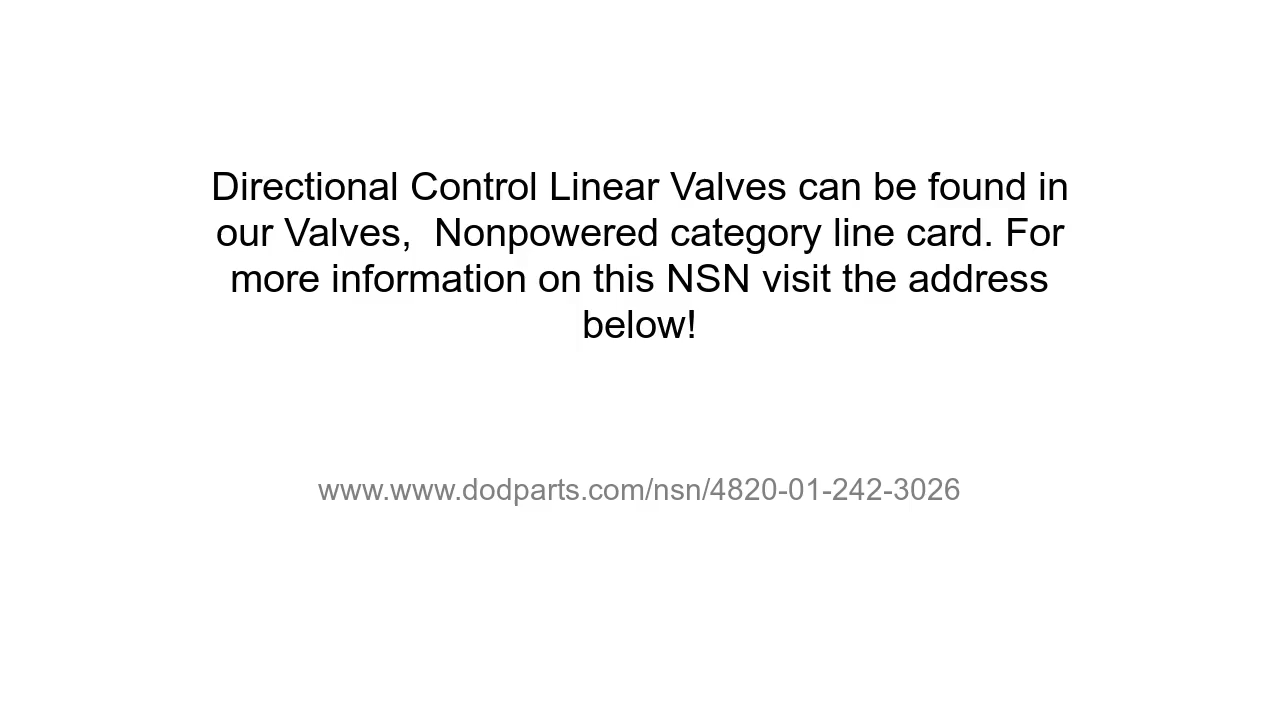 Directional Control Linear Valves can be found in
our Valves,  Nonpowered category line card. For
more information on this NSN visit the address
below!
www.www.dodparts.com/nsn/4820-01-242-3026